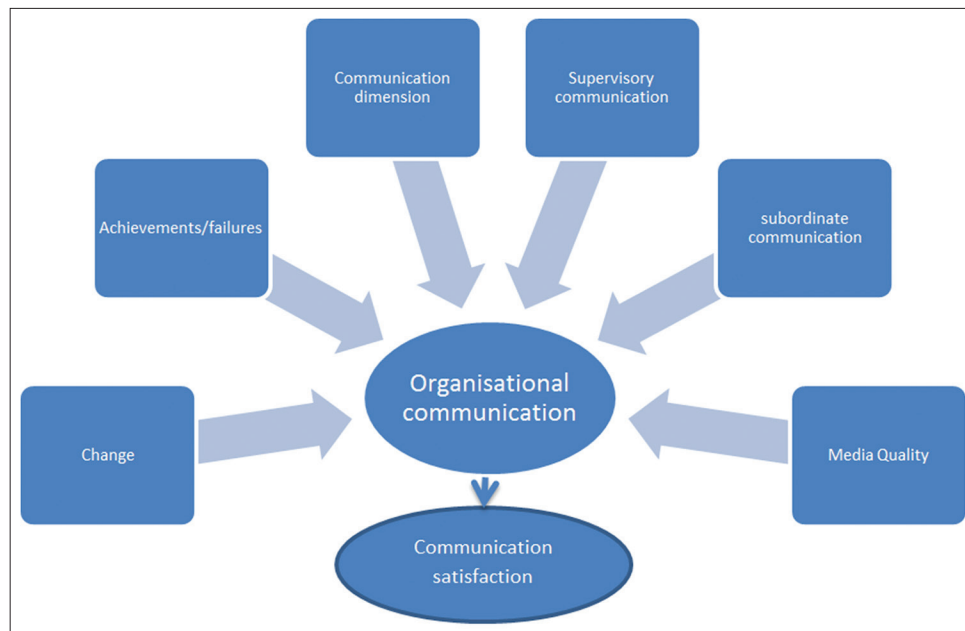 Communication
dimension
Supervisory
communication
Achievements/failures
subordinate
communication
Organisational
communication
Change
Media Quality
Communication
satisfaction